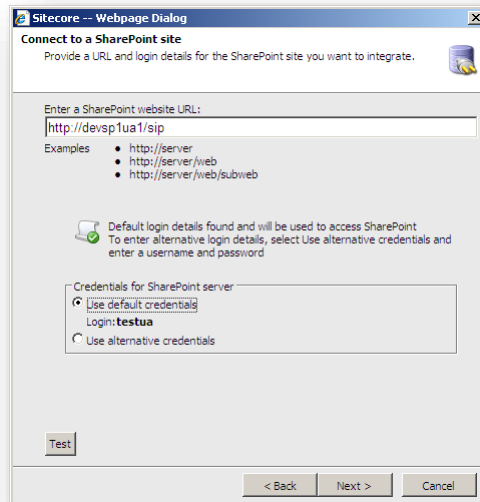 Sitecore -- Webpage Dialog
Connect to a SharePoint site
Provide a URL and login details for the SharePoint site you want to integrate.
Enter a SharePoint website URL:
http://devsp1ua1/sip
Examples • http://server
• http://server/web
• http://server/web/subweb
Default login details found and will be used to access SharePoint
To enter alternative login details, select Use alternative credentials and
enter a username and password
Credentials for SharePoint server
Use default credentials
Login:testua
Use alternative credentials
Test
< Back Next > Cancel